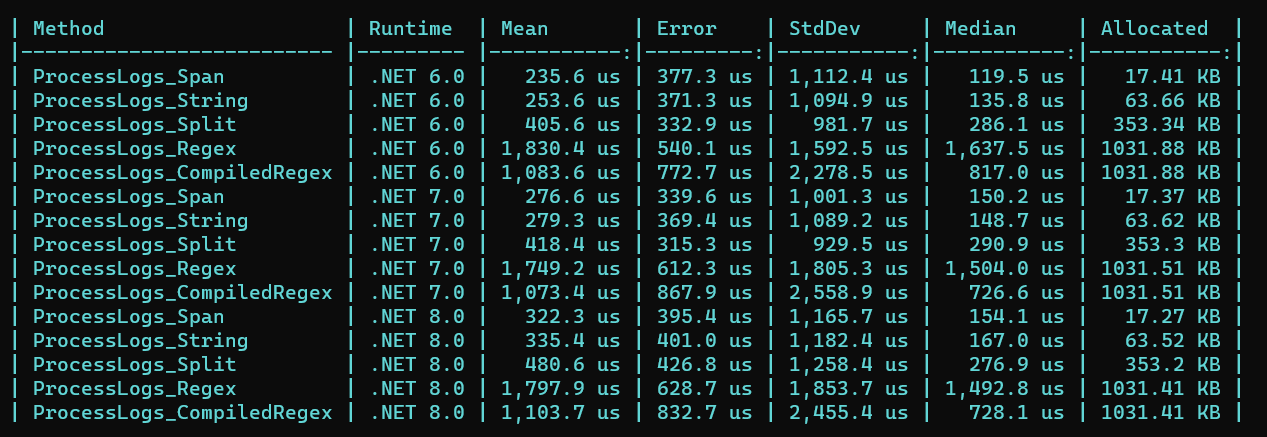 | Method                    | Runtime  | Mean       | Error    | StdDev     | Median     | Allocated  |
|-------------------------- |--------- |-----------:|---------:|-----------:|-----------:|-----------:|
| ProcessLogs_Span          | .NET 6.0 |   235.6 us | 377.3 us | 1,112.4 us |   119.5 us |   17.41 KB |
| ProcessLogs_String        | .NET 6.0 |   253.6 us | 371.3 us | 1,094.9 us |   135.8 us |   63.66 KB |
| ProcessLogs_Split         | .NET 6.0 |   405.6 us | 332.9 us |   981.7 us |   286.1 us |  353.34 KB |
| ProcessLogs_Regex         | .NET 6.0 | 1,830.4 us | 540.1 us | 1,592.5 us | 1,637.5 us | 1031.88 KB |
| ProcessLogs_CompiledRegex | .NET 6.0 | 1,083.6 us | 772.7 us | 2,278.5 us |   817.0 us | 1031.88 KB |
| ProcessLogs_Span          | .NET 7.0 |   276.6 us | 339.6 us | 1,001.3 us |   150.2 us |   17.37 KB |
| ProcessLogs_String        | .NET 7.0 |   279.3 us | 369.4 us | 1,089.2 us |   148.7 us |   63.62 KB |
| ProcessLogs_Split         | .NET 7.0 |   418.4 us | 315.3 us |   929.5 us |   290.9 us |   353.3 KB |
| ProcessLogs_Regex         | .NET 7.0 | 1,749.2 us | 612.3 us | 1,805.3 us | 1,504.0 us | 1031.51 KB |
| ProcessLogs_CompiledRegex | .NET 7.0 | 1,073.4 us | 867.9 us | 2,558.9 us |   726.6 us | 1031.51 KB |
| ProcessLogs_Span          | .NET 8.0 |   322.3 us | 395.4 us | 1,165.7 us |   154.1 us |   17.27 KB |
| ProcessLogs_String        | .NET 8.0 |   335.4 us | 401.0 us | 1,182.4 us |   167.0 us |   63.52 KB |
| ProcessLogs_Split         | .NET 8.0 |   480.6 us | 426.8 us | 1,258.4 us |   276.9 us |   353.2 KB |
| ProcessLogs_Regex         | .NET 8.0 | 1,797.9 us | 628.7 us | 1,853.7 us | 1,492.8 us | 1031.41 KB |
| ProcessLogs_CompiledRegex | .NET 8.0 | 1,103.7 us | 832.7 us | 2,455.4 us |   728.1 us | 1031.41 KB |